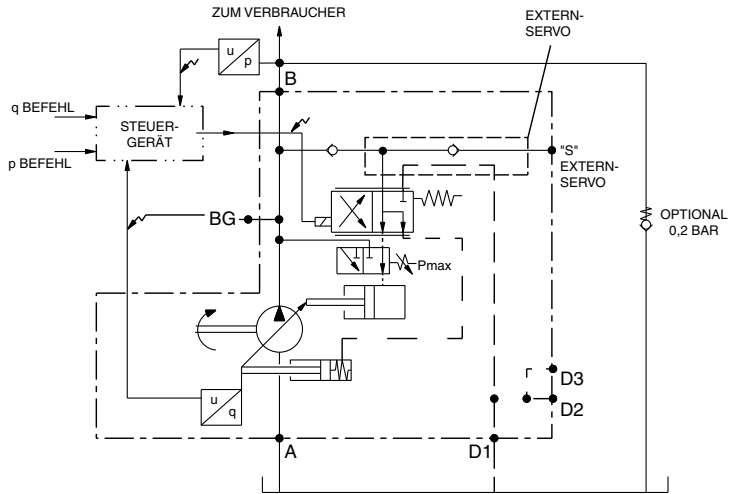 ZUM VERBRAUCHER
EXTERN-
SERVO
u
p
B
q BEFEHL
STEUER-
GERÄT
p BEFEHL
"S"
EXTERN-
SERVO
BG
OPTIONAL
0,2 BAR
Pmax
D3
D2
u
q
A
D1